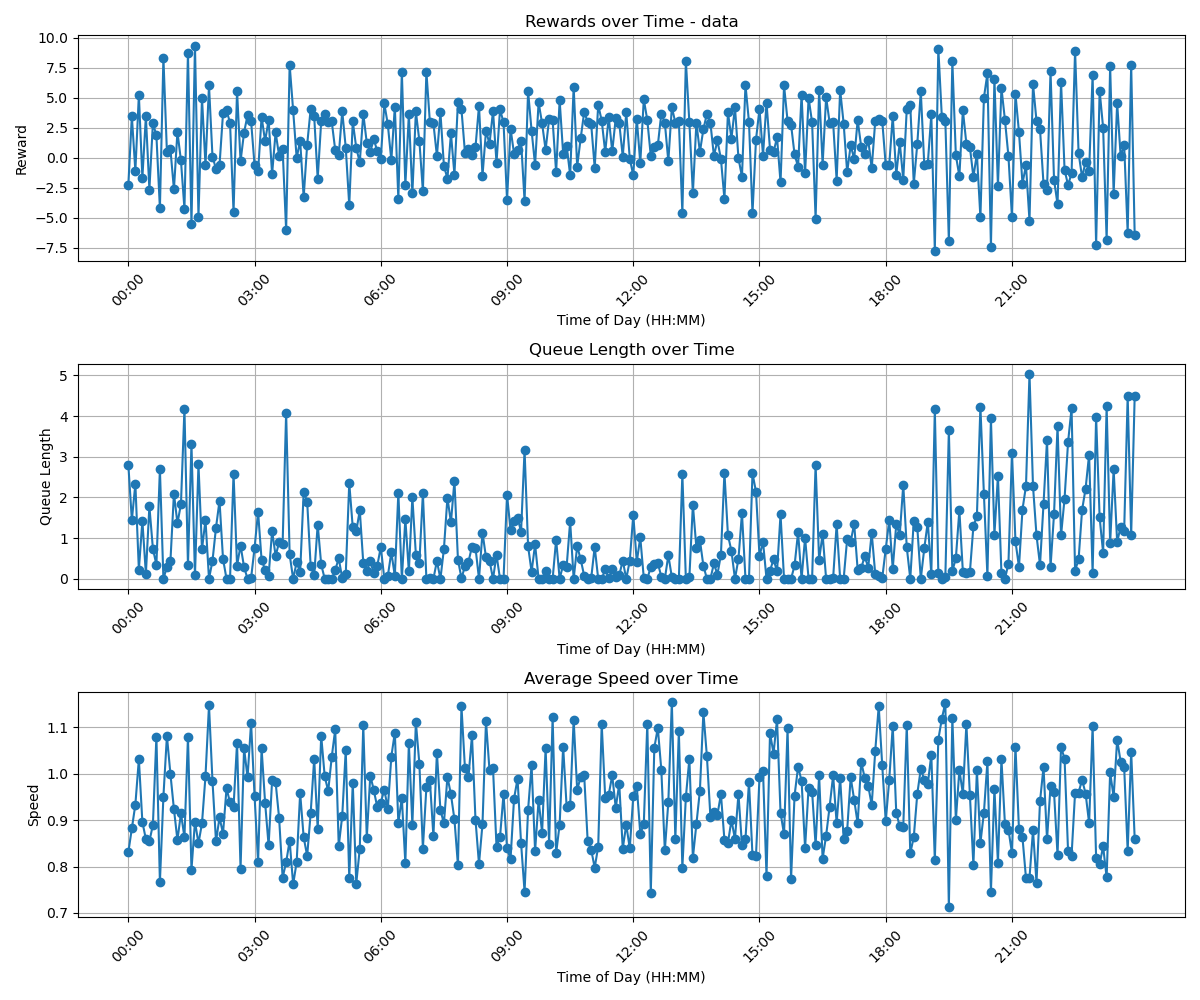 Rewards over Time - data
10.0
7.5
5.0
2.5
0.0
−2.5
−5.0
−7.5
Reward
00:00 03:00 06:00 09:00 12:00 15:00 18:00 21:00
Time of Day (HH:MM)
Queue Length over Time
5
4
3
2
1
0
Queue Length
00:00 03:00 06:00 09:00 12:00 15:00 18:00 21:00
Time of Day (HH:MM)
Average Speed over Time
1.1
1.0
0.9
0.8
0.7
Speed
00:00 03:00 06:00 09:00 12:00 15:00 18:00 21:00
Time of Day (HH:MM)